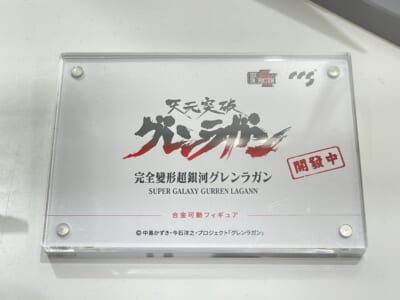 ccs
天元突破
グレンラガン
完全變形超銀河グレンラガン
SUPER GALAXY GURREN LAGANN
開發中
合金可動フィギュア
©中島かずき・今石洋之・プロジェクト「グレンラガン」